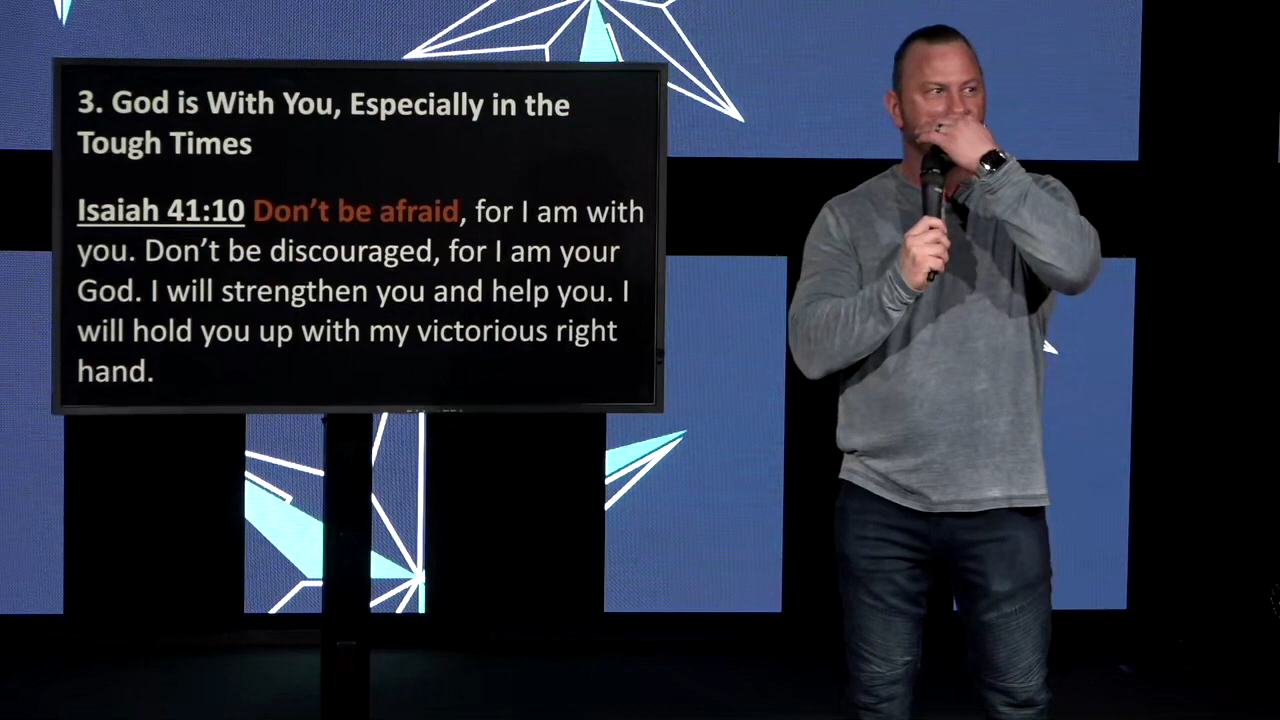 3. God is With You, Especially in the
Tough Times
Isaiah 41:10 Don’t be afraid, for I am with
you. Don’t be discouraged, for I am your
God. I will strengthen you and help you. I
will hold you up with my victorious right
hand.